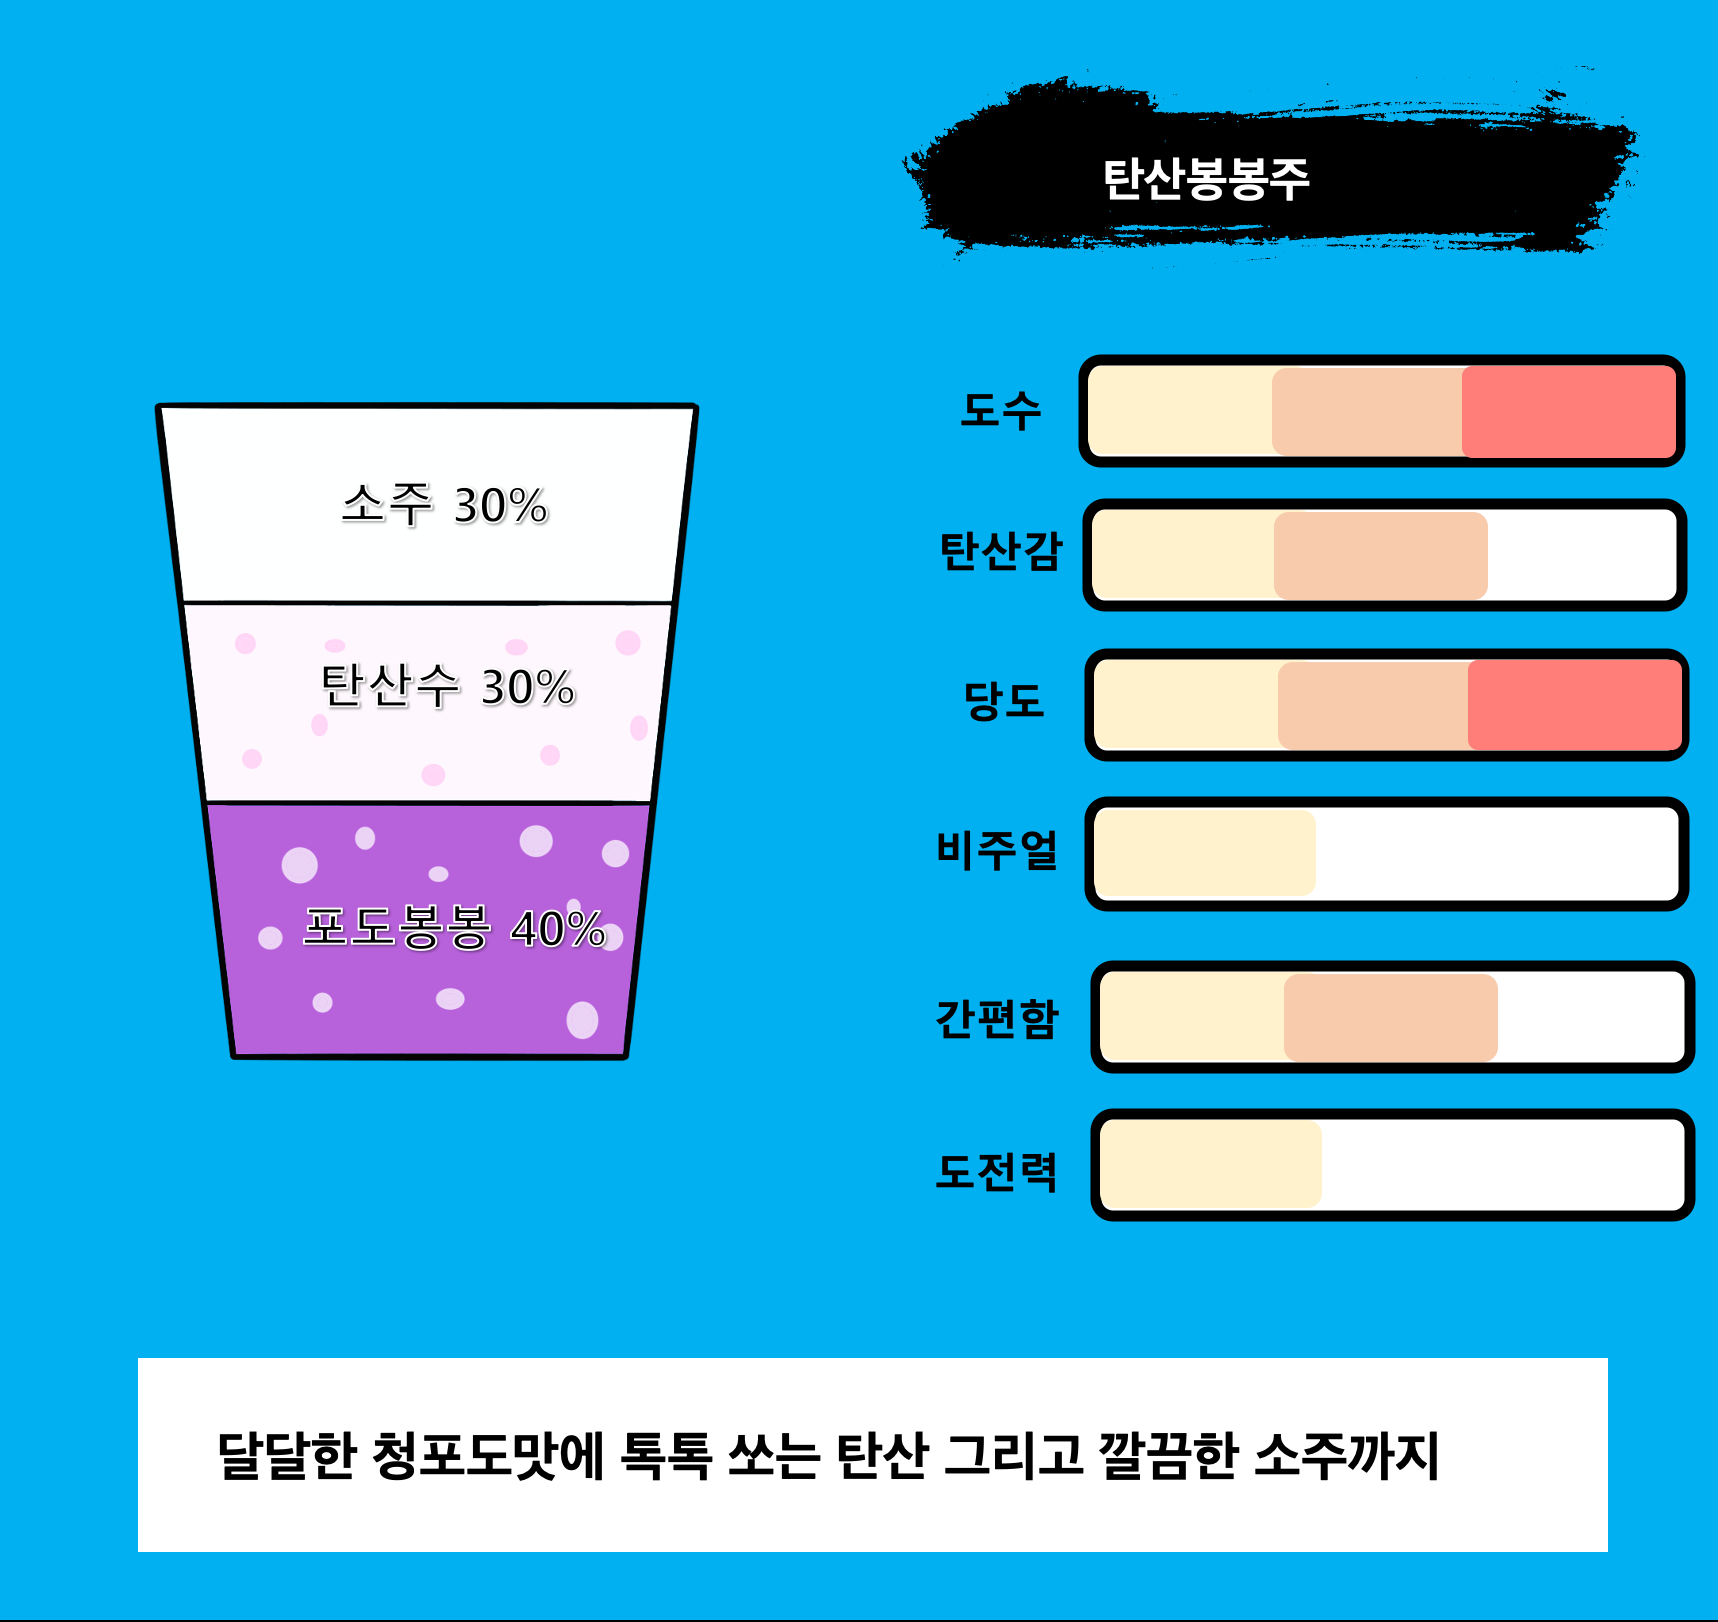 탄산봉봉주
소주 30%
탄산수 30%
포도봉봉 40%
도수
탄산감
당도
비주얼
간편함
도전력
달달한 청포도맛에 톡톡 쏘는 탄산 그리고 깔끔한 소주까지